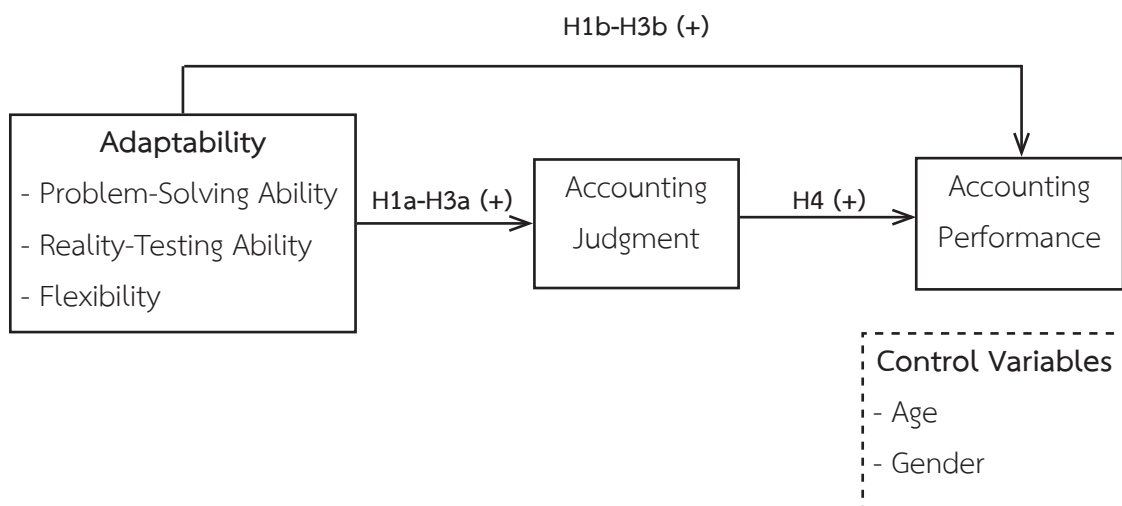 H1b-H3b (+)
Adaptability
- Problem-Solving Ability
- Reality-Testing Ability
- Flexibility
H1a-H3a (+)
Accounting
Judgment
H4 (+)
Accounting
Performance
Control Variables
- Age
- Gender